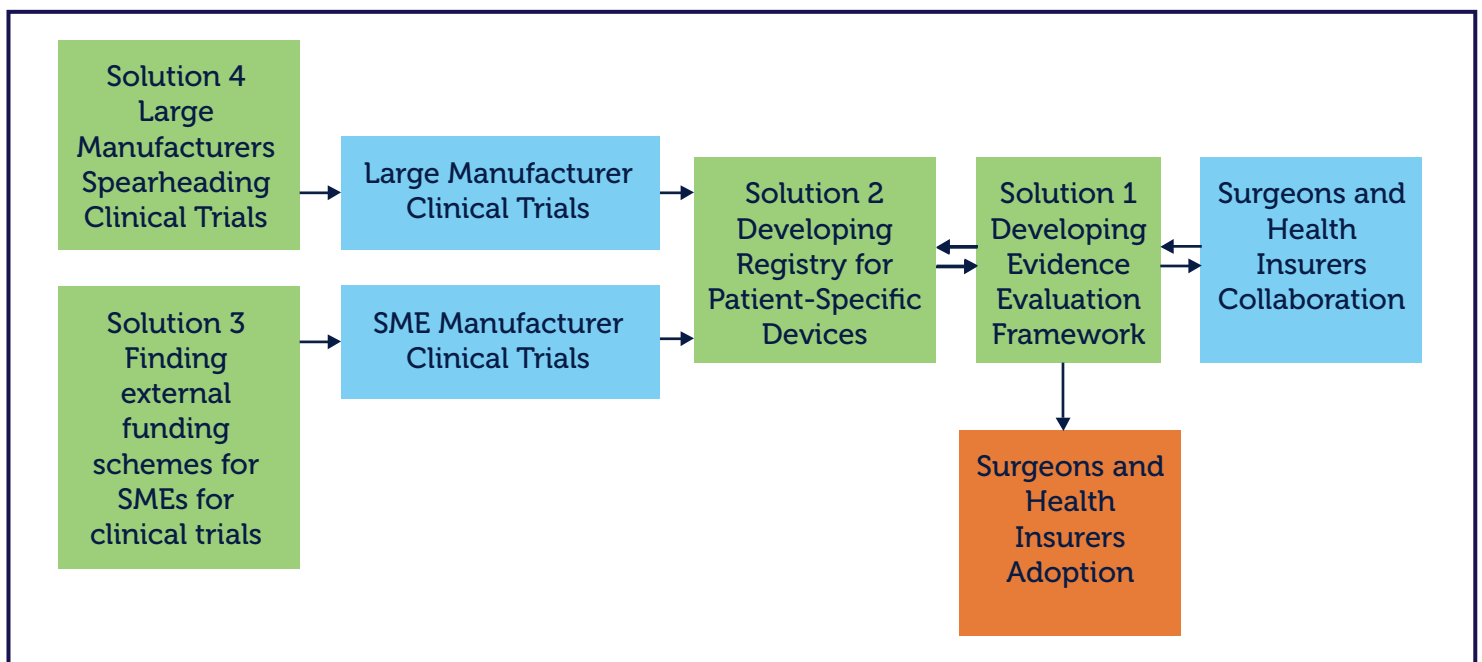 Solution 4
Large
Manufacturers
Spearheading
Clinical Trials
Large Manufacturer
Clinical Trials
Solution 3
Finding
external
funding
schemes for
SMEs for
clinical trials
SME Manufacturer
Clinical Trials
Solution 2
Developing
Registry for
Patient-Specific
Devices
Solution 1
Developing
Evidence
Evaluation
Framework
Surgeons and
Health
Insurers
Collaboration
Surgeons and
Health
Insurers
Adoption